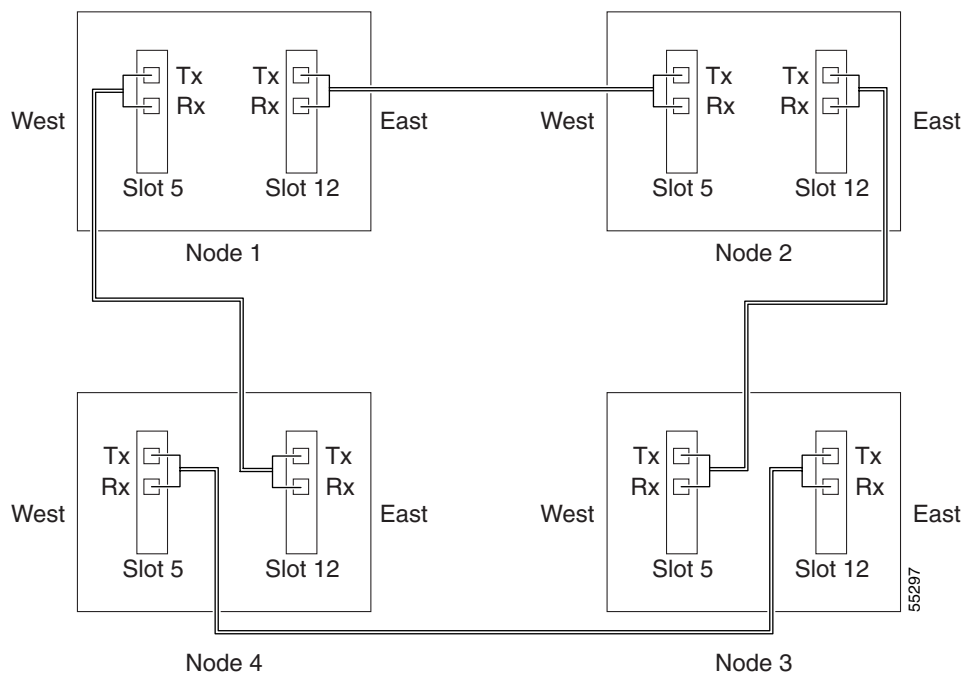 Tx Tx Tx Tx
Rx Rx Rx Rx
West East West East
Slot 5 Slot 12 Slot 5 Slot 12
Node 1 Node 2
Tx Tx Tx Tx
Rx Rx Rx Rx
West East West East
Slot 5 Slot 12 Slot 5 Slot 12
55297
Node 4 Node 3